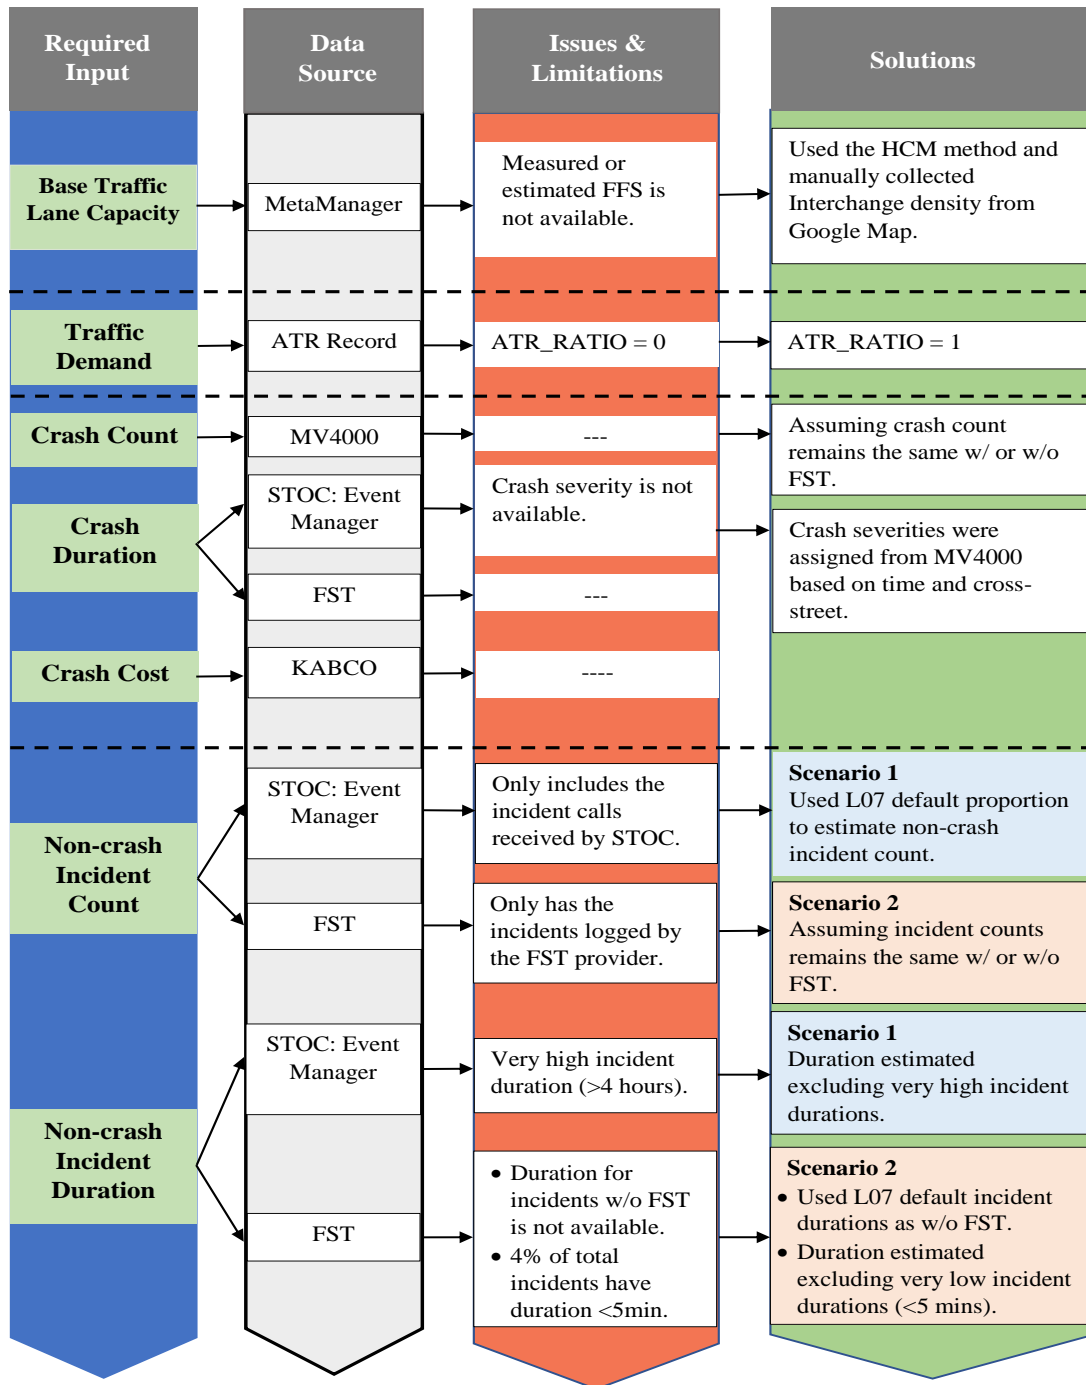 Required
Input
Data
Source
Issues &
Limitations
Solutions
Base Traffic
Lane Capacity
MetaManager
Measured or
estimated FFS is
not available.
Used the HCM method and
manually collected
Interchange density from
Google Map.
Traffic
Demand
ATR Record
ATR_RATIO = 0
ATR_RATIO = 1
Crash Count
MV4000
---
Assuming crash count
remains the same w/ or w/o
FST.
Crash
Duration
STOC: Event
Manager
Crash severity is not
available.
Crash severities were
assigned from MV4000
based on time and cross-
street.
FST
---
Crash Cost
KABCO
----
Non-crash
Incident
Count
STOC: Event
Manager
Only includes the
incident calls
received by STOC.
Scenario 1
Used L07 default proportion
to estimate non-crash
incident count.
FST
Only has the
incidents logged by
the FST provider.
Scenario 2
Assuming incident counts
remains the same w/ or w/o
FST.
Non-crash
Incident
Duration
STOC: Event
Manager
Very high incident
duration (>4 hours).
Scenario 1
Duration estimated
excluding very high incident
durations.
FST
• Duration for
incidents w/o FST
is not available.
• 4% of total
incidents have
duration <5min.
Scenario 2
• Used L07 default incident
durations as w/o FST.
• Duration estimated
excluding very low incident
durations (<5 mins).